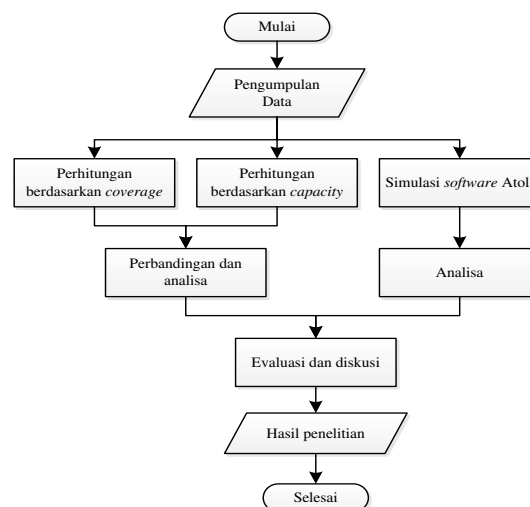 Mulai
Pengumpulan
Data
Perhitungan
berdasarkan coverage
Perhitungan
berdasarkan capacity
Simulasi software Atoll
Perbandingan dan
analisa
Analisa
Evaluasi dan diskusi
Hasil penelitian
Selesai